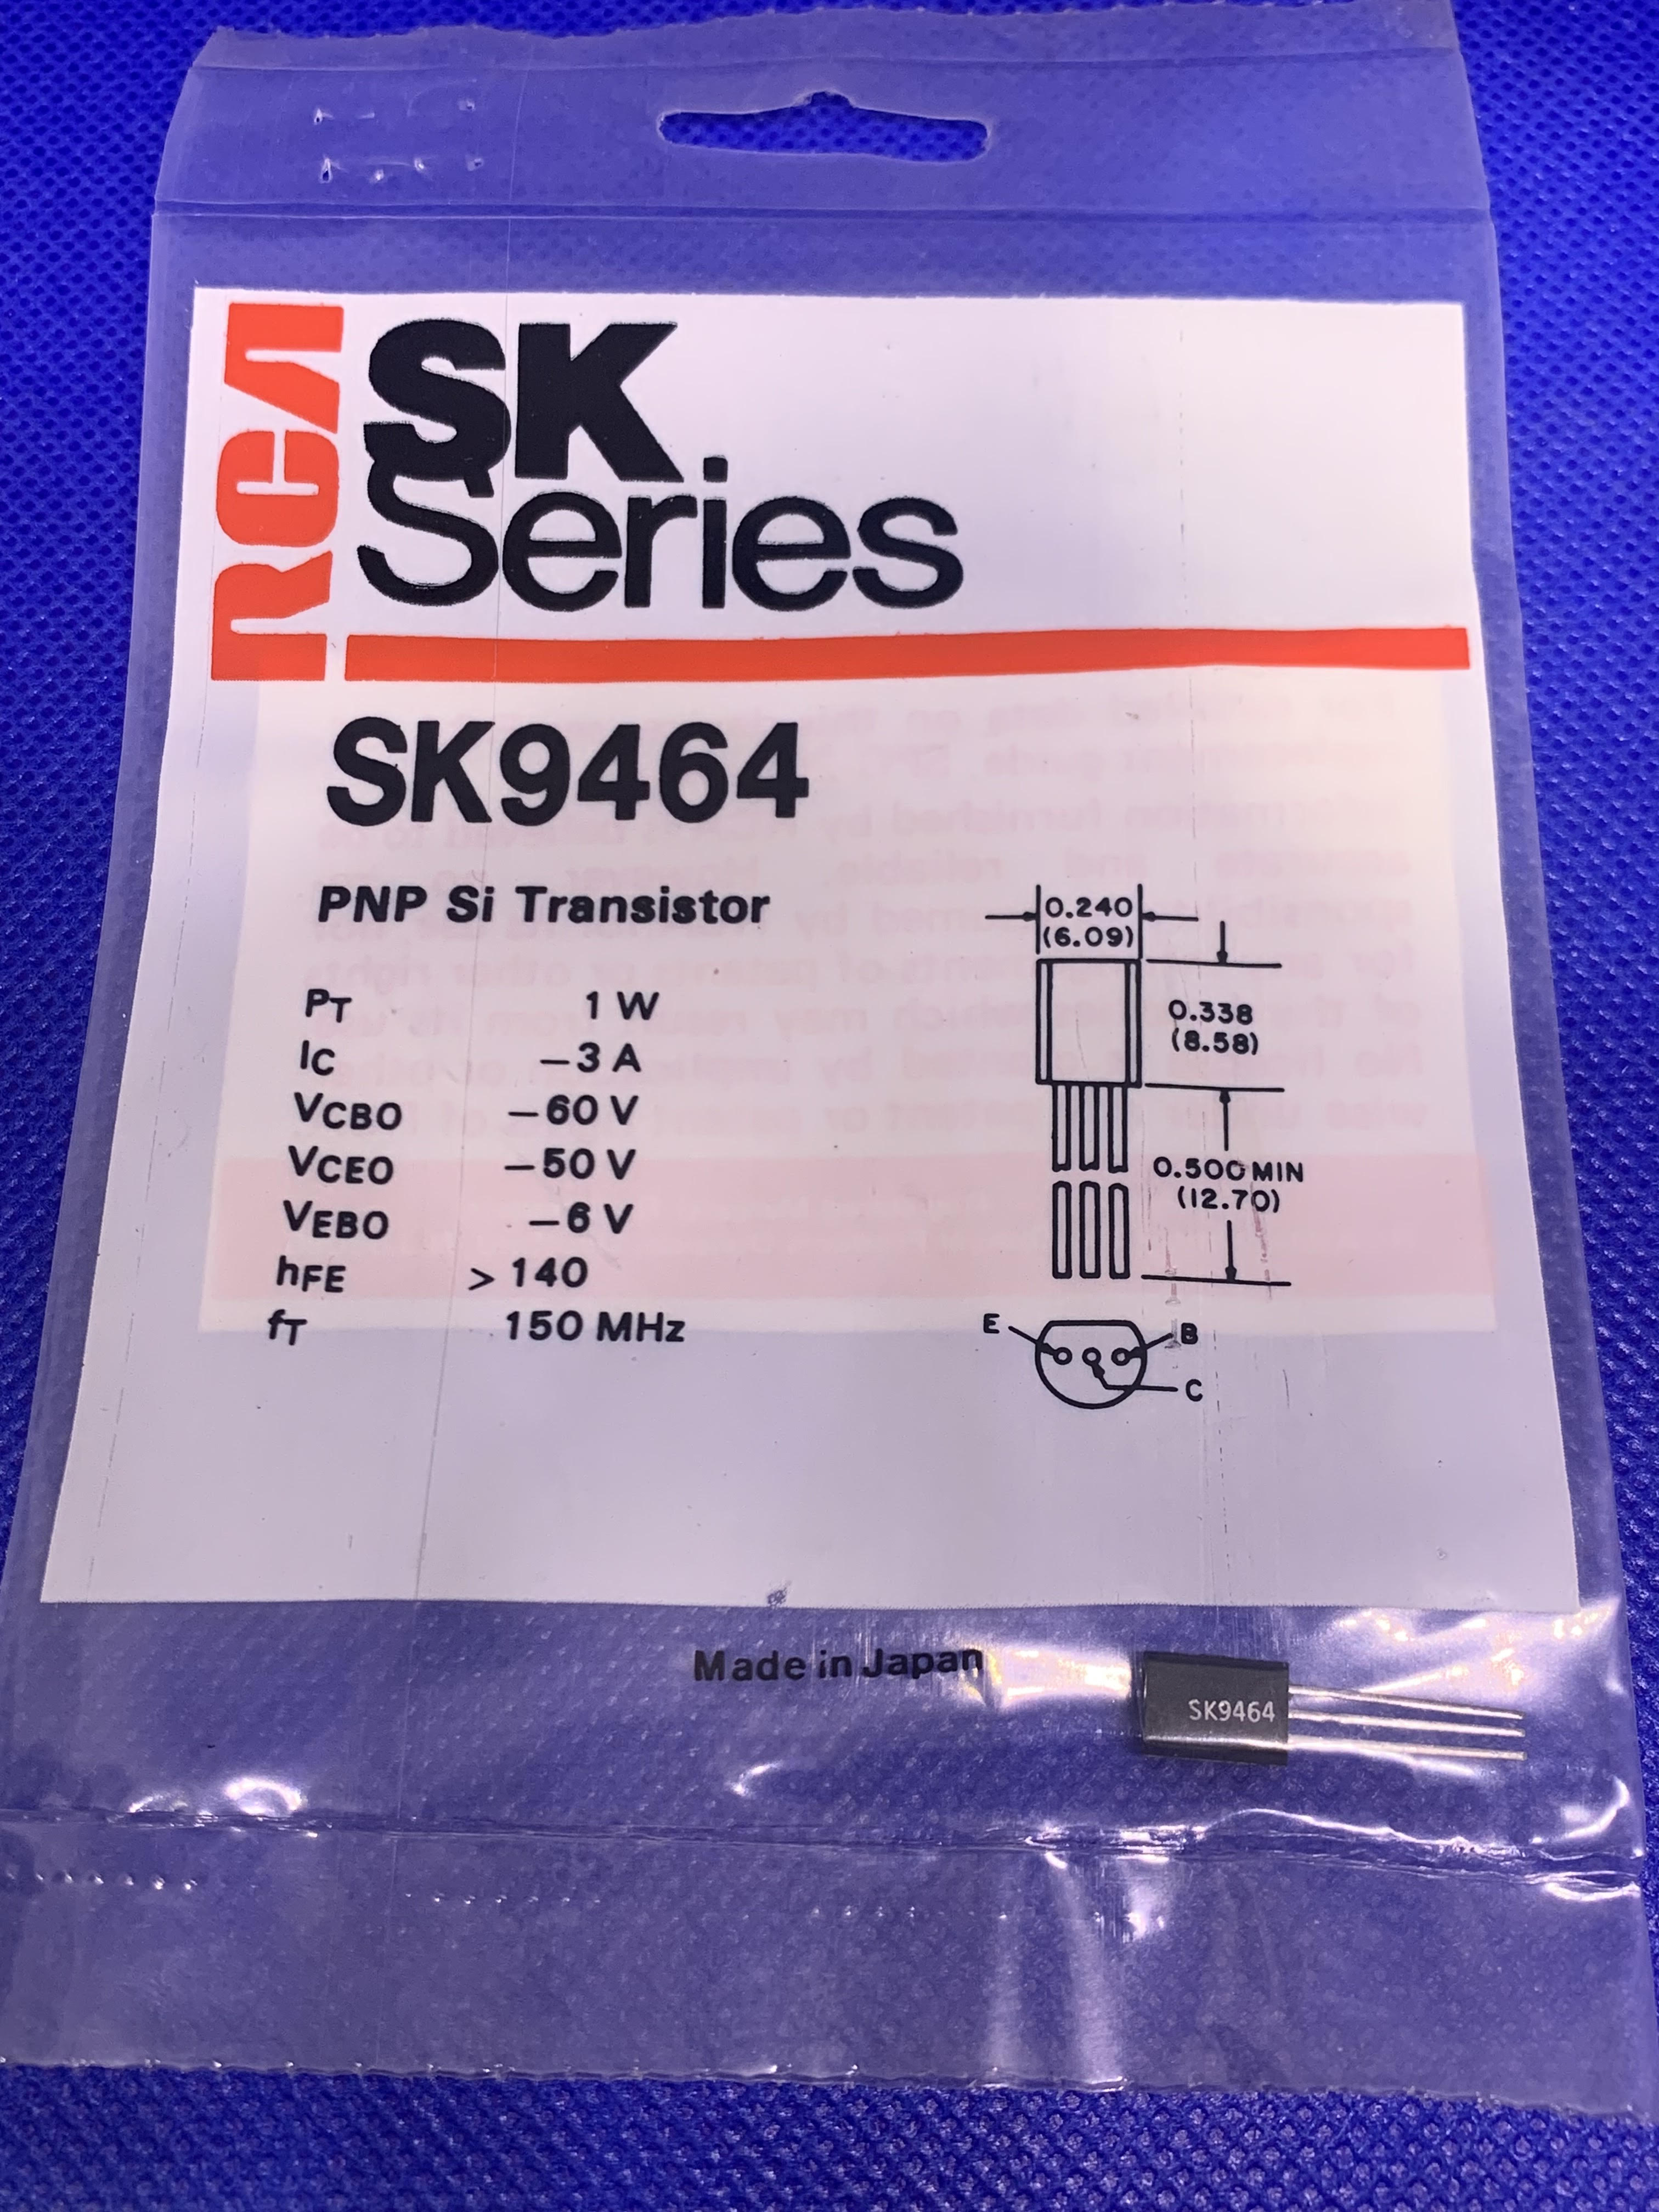 RCA
SK
Series
SK9464
PNP Si Transistor
PT 1 W
IC −3 A
VCBO −60 V
VCEO −50 V
VEBO −6 V
hFE > 140
fT 150 MHz
0.240
(6.09)
0.338
(8.58)
0.500 MIN
(12.70)
E
B
C
Made in Japan
SK9464